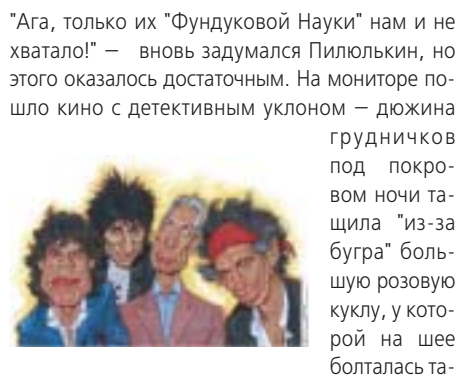 "Ага, только их "Фундуковой Науки" нам и не
хватало!" — вновь задумался Пилюлькин, но
этого оказалось достаточным. На мониторе по-
шло кино с детективным уклоном — дюжина
грудничков
под покро-
вом ночи та-
щила "из-за
бугра" боль-
шую розовую
куклу, у кото-
рой на шее
болталась та-